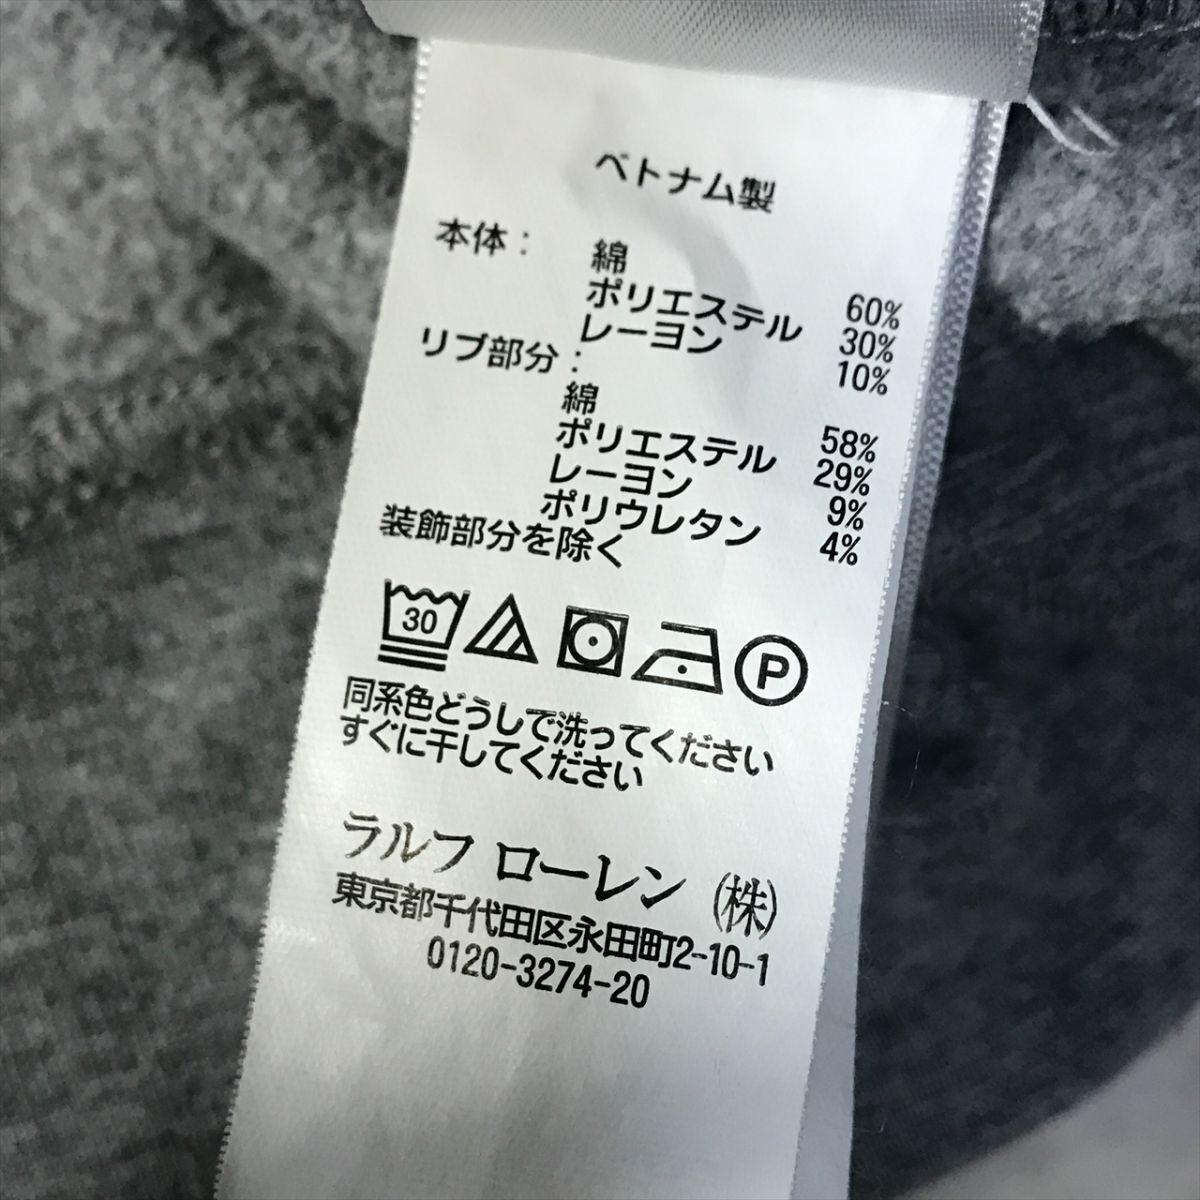 ベトナム製
本体： 綿 60%
ポリエステル 30%
レーヨン 10%
リブ部分：
綿 58%
ポリエステル 29%
レーヨン 9%
ポリウレタン 4%
装飾部分を除く
30 P
同系色どうしで洗ってください
すぐに干してください
ラルフ ローレン（株）
東京都千代田区永田町2-10-1
0120-3274-20